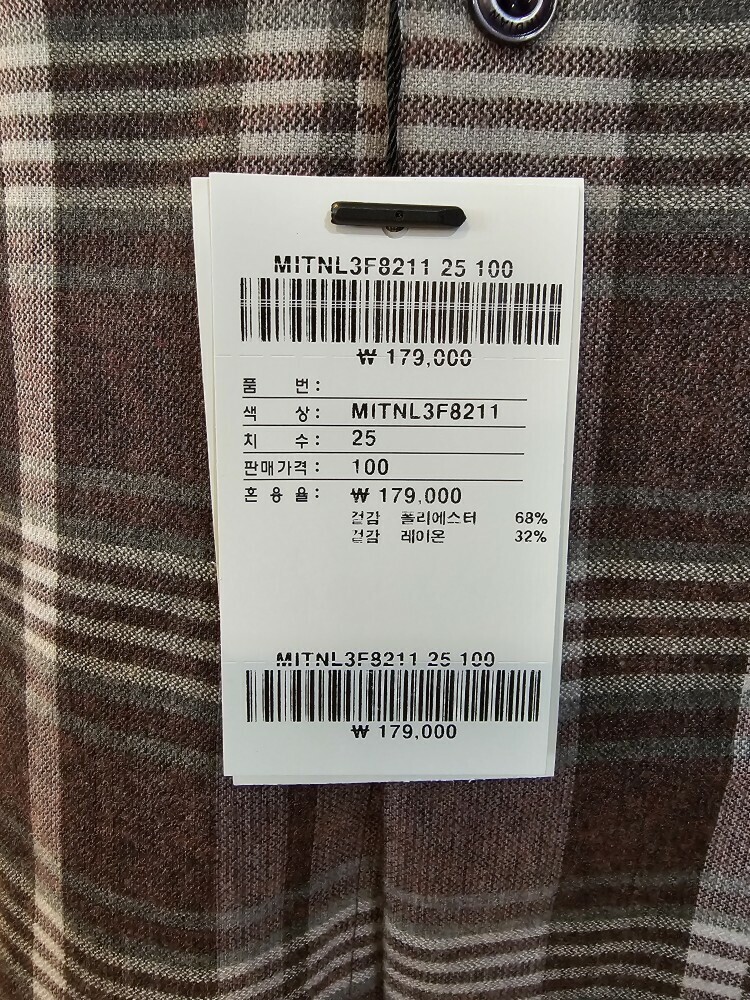 MITNL3F8211 25 100
₩ 179,000
품 번:
색 상: MITNL3F8211
치 수: 25
판매가격: 100
혼용율: ₩ 179,000
겉감 폴리에스터 68%
겉감 레이온 32%
MITNL3F8211 25 100
₩ 179,000